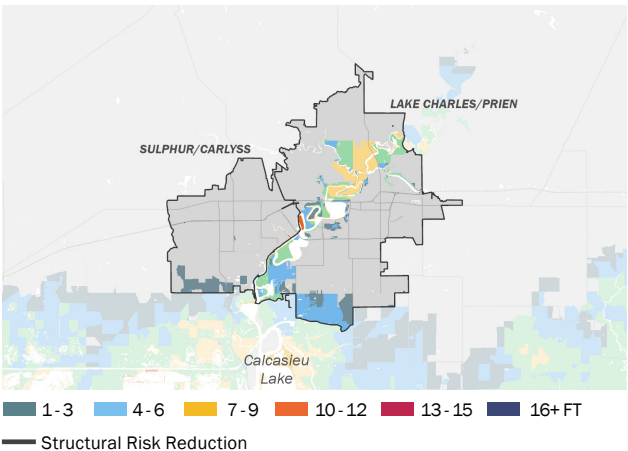 LAKE CHARLES/PRIEN
SULPHUR/CARLYSS
Calcasieu
Lake
1-3 4-6 7-9 10-12 13-15 16+ FT
Structural Risk Reduction